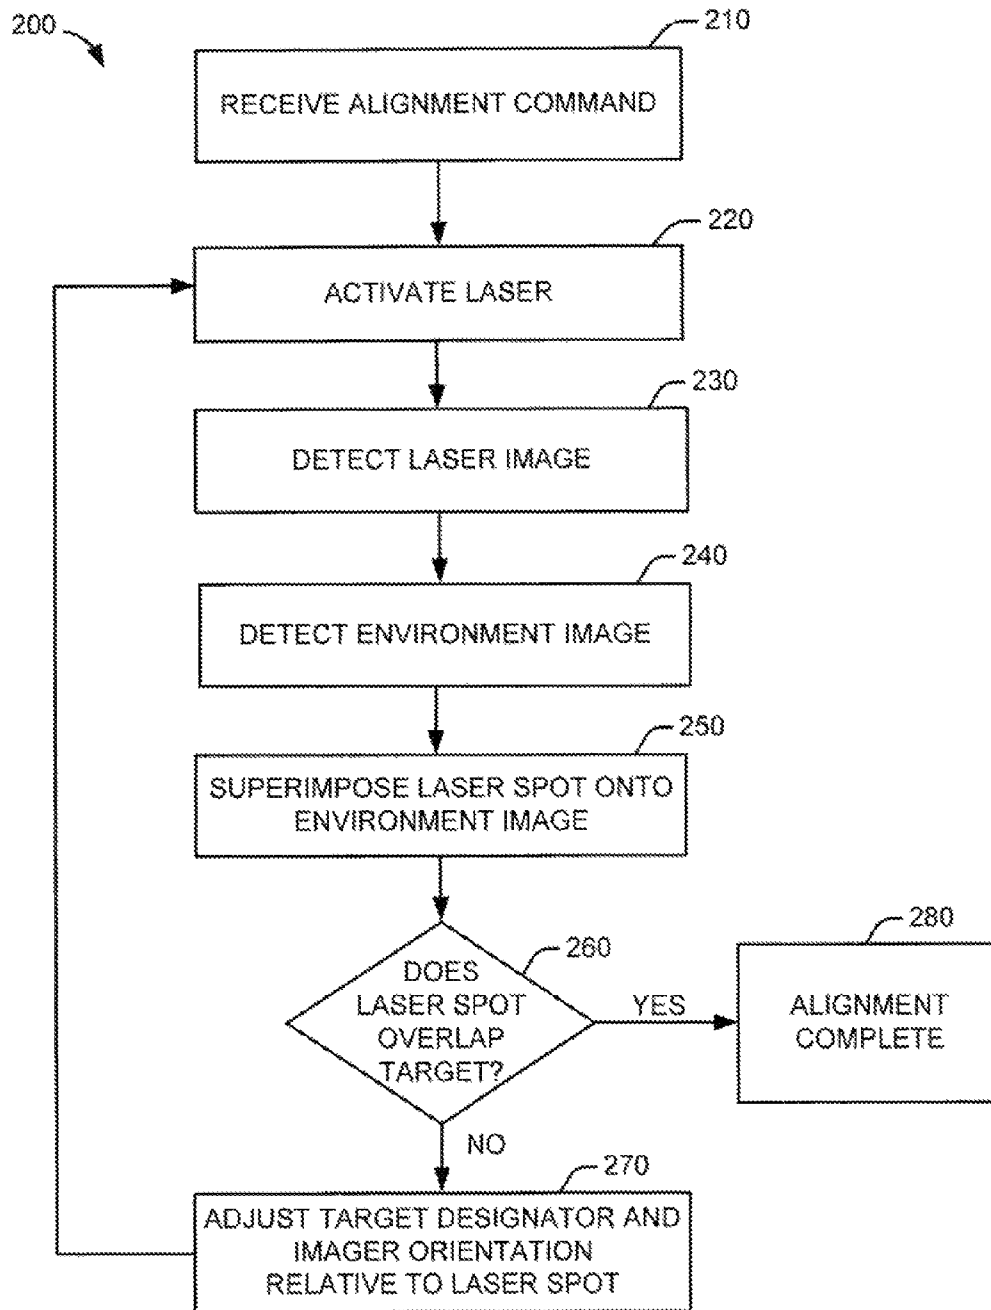 200
210
RECEIVE ALIGNMENT COMMAND
220
ACTIVATE LASER
230
DETECT LASER IMAGE
240
DETECT ENVIRONMENT IMAGE
250
SUPERIMPOSE LASER SPOT ONTO
ENVIRONMENT IMAGE
260
DOES
LASER SPOT
OVERLAP
TARGET?
YES
280
ALIGNMENT
COMPLETE
NO
270
ADJUST TARGET DESIGNATOR AND
IMAGER ORIENTATION
RELATIVE TO LASER SPOT